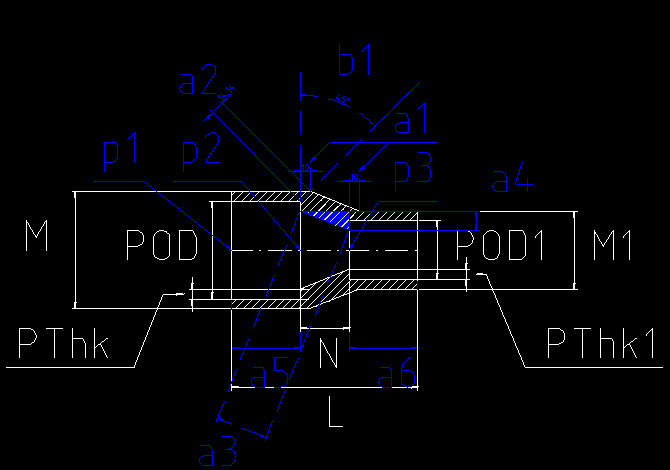 b1
a2
a1
p1 p2 p3
a4
M POD POD1 M1
PThk N PThk1
a5 a6
L
a3